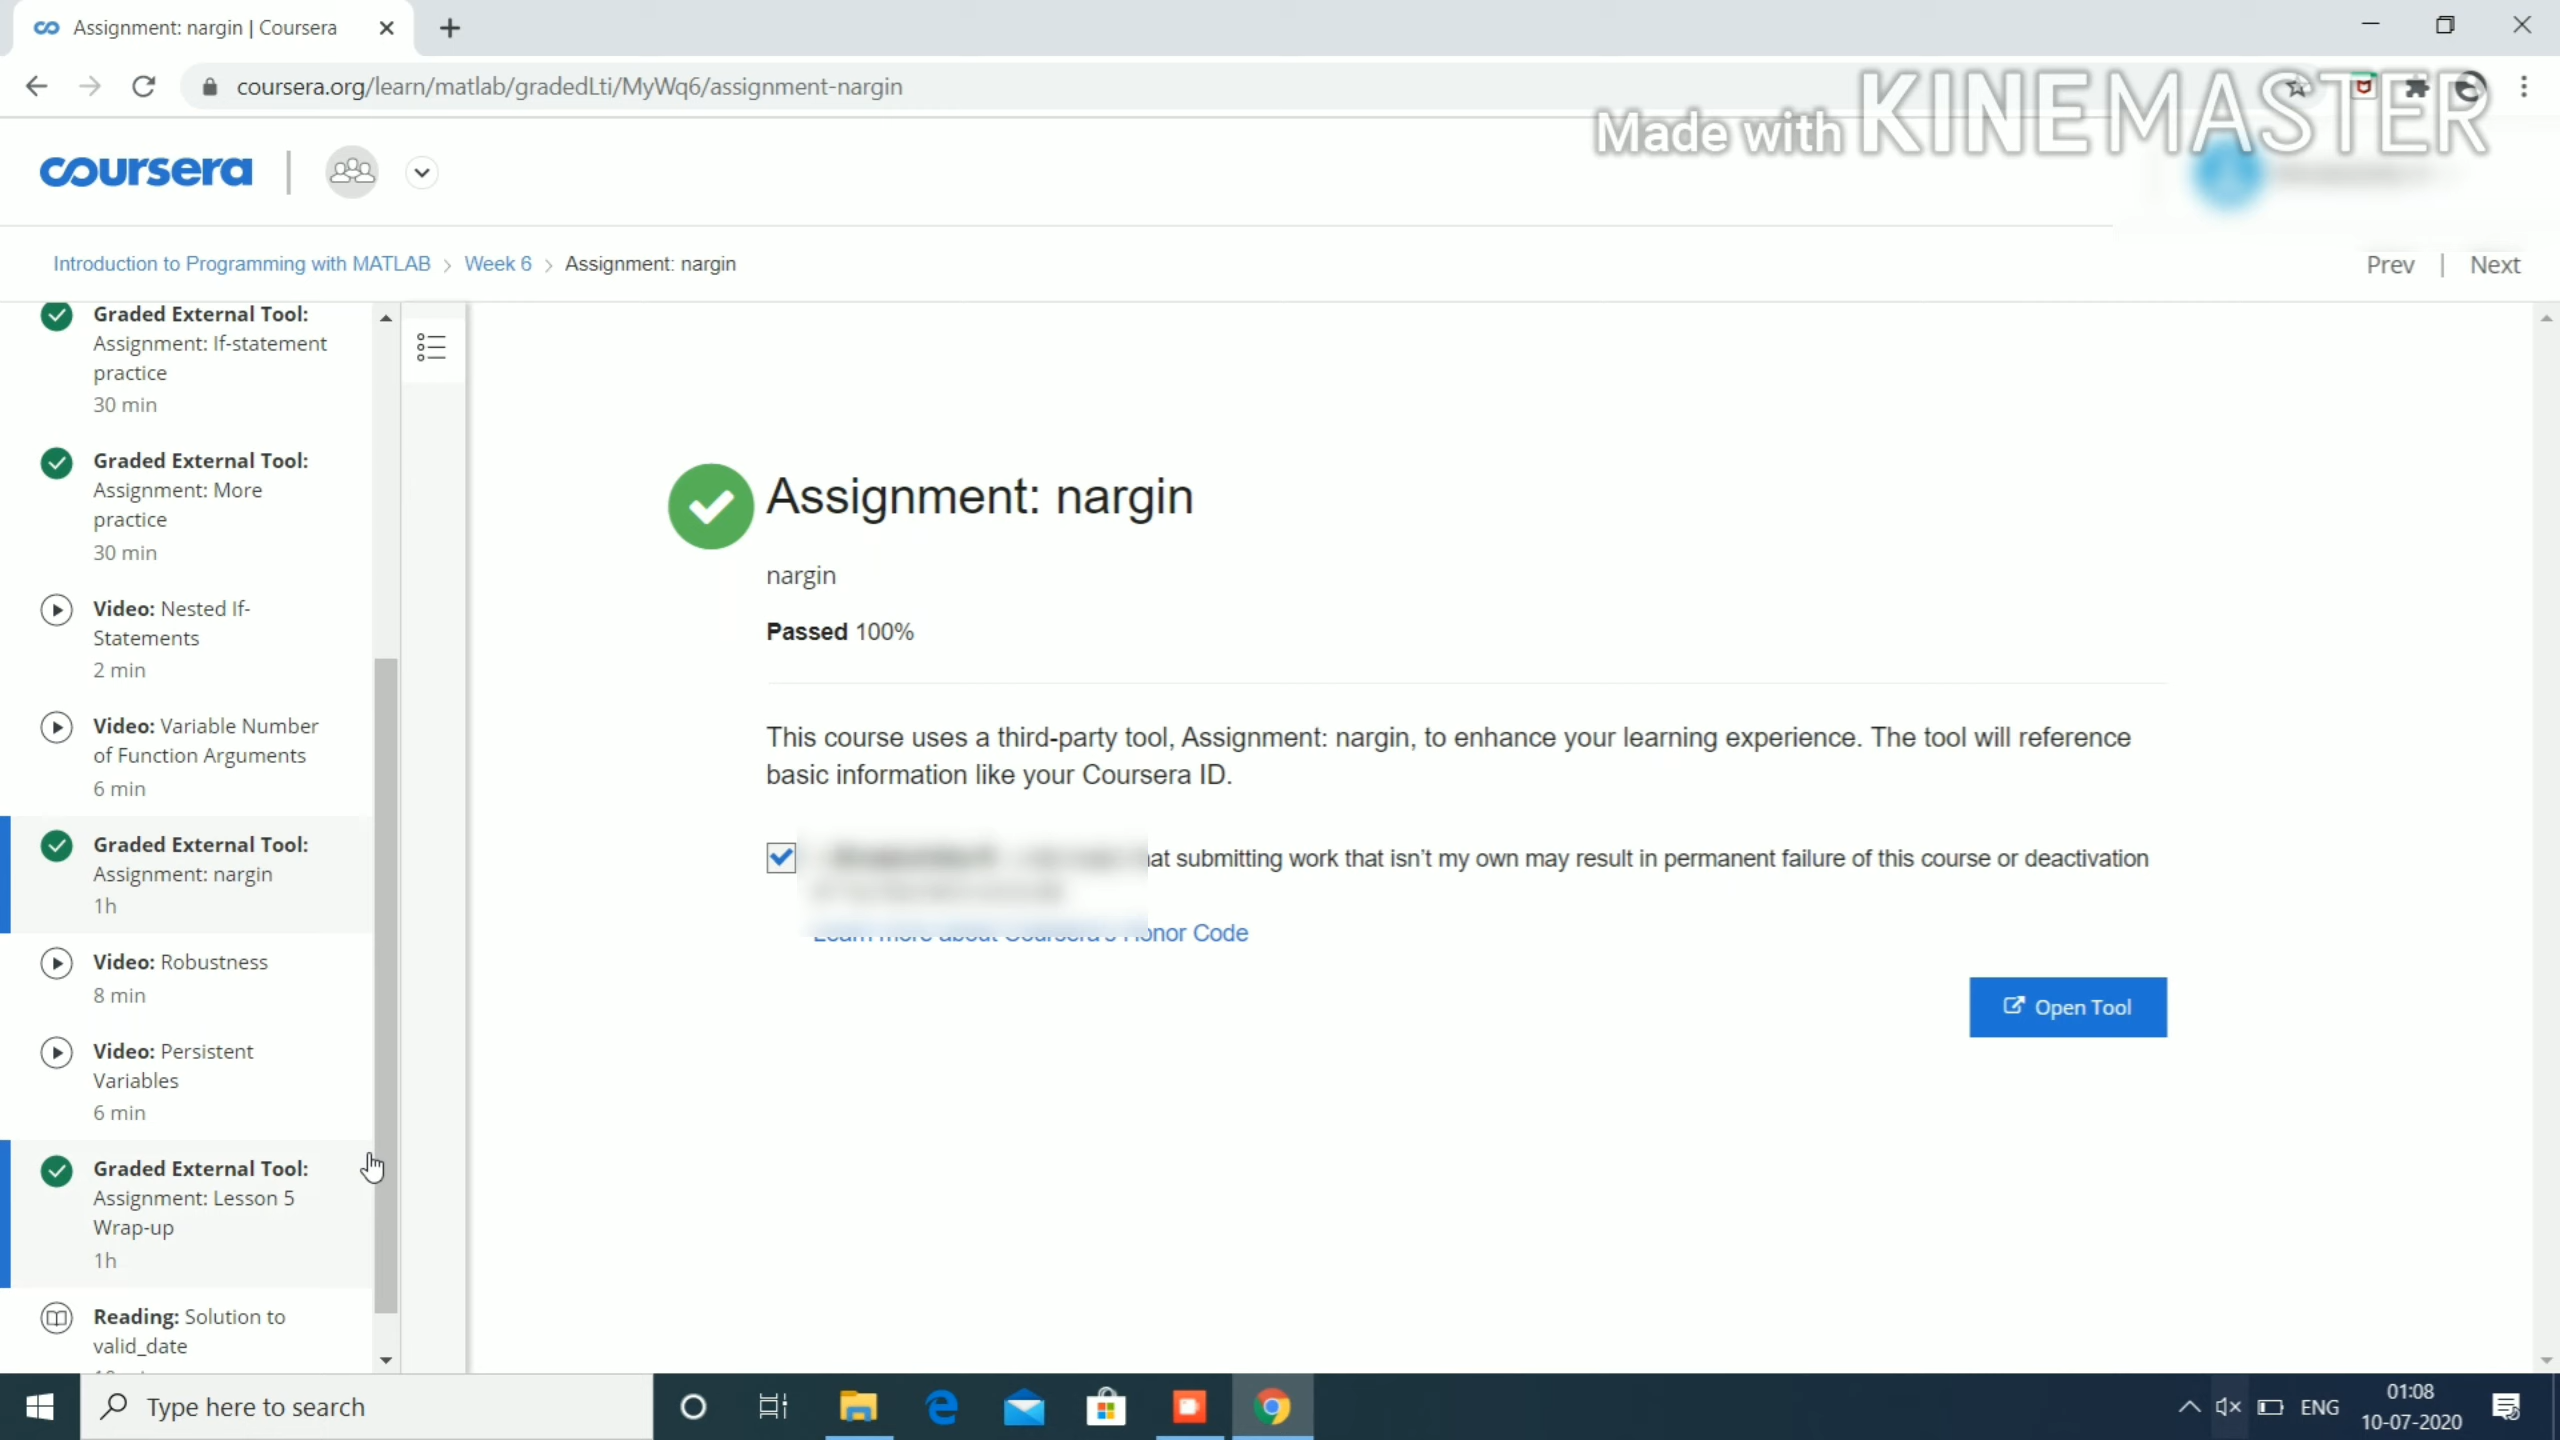 Assignment: nargin | Coursera
coursera.org/learn/matlab/gradedLti/MyWq6/assignment-nargin
Made with KINEMASTER
coursera
Introduction to Programming with MATLAB > Week 6 > Assignment: nargin
Prev | Next
Graded External Tool:
Assignment: If-statement
practice
30 min
Graded External Tool:
Assignment: More
practice
30 min
Video: Nested If-
Statements
2 min
Video: Variable Number
of Function Arguments
6 min
Graded External Tool:
Assignment: nargin
1h
Video: Robustness
8 min
Video: Persistent
Variables
6 min
Graded External Tool:
Assignment: Lesson 5
Wrap-up
1h
Reading: Solution to
valid_date
Assignment: nargin
nargin
Passed 100%
This course uses a third-party tool, Assignment: nargin, to enhance your learning experience. The tool will reference
basic information like your Coursera ID.
submitting work that isn't my own may result in permanent failure of this course or deactivation
Learn more about Coursera's Honor Code
Open Tool
Type here to search
ENG
01:08
10-07-2020